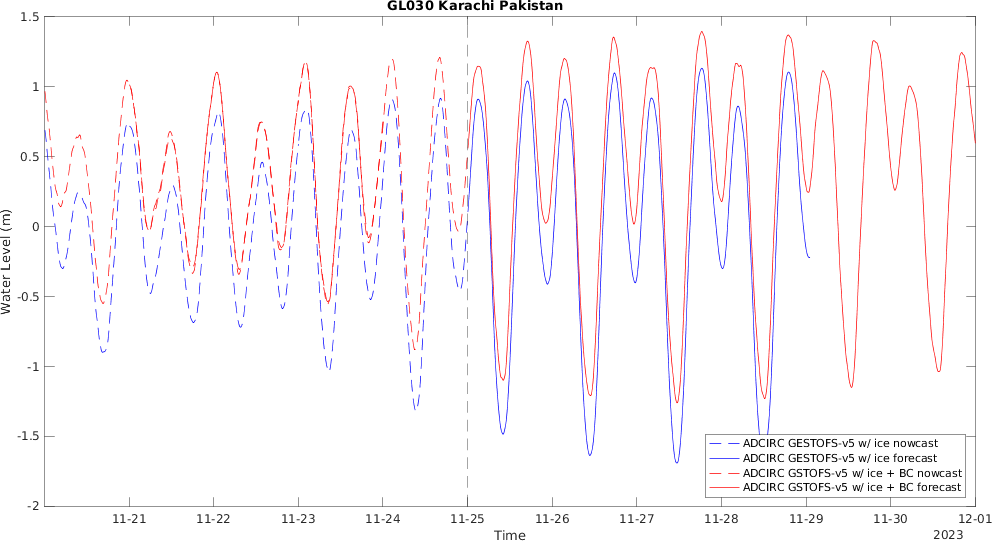 GL030 Karachi Pakistan
1.5
1
0.5
0
-0.5
-1
-1.5
-2
Water Level (m)
ADCIRC GESTOFS-v5 w/ ice nowcast
ADCIRC GESTOFS-v5 w/ ice forecast
ADCIRC GSTOFS-v5 w/ ice + BC nowcast
ADCIRC GSTOFS-v5 w/ ice + BC forecast
11-21 11-22 11-23 11-24 11-25 11-26 11-27 11-28 11-29 11-30 12-01
Time
2023